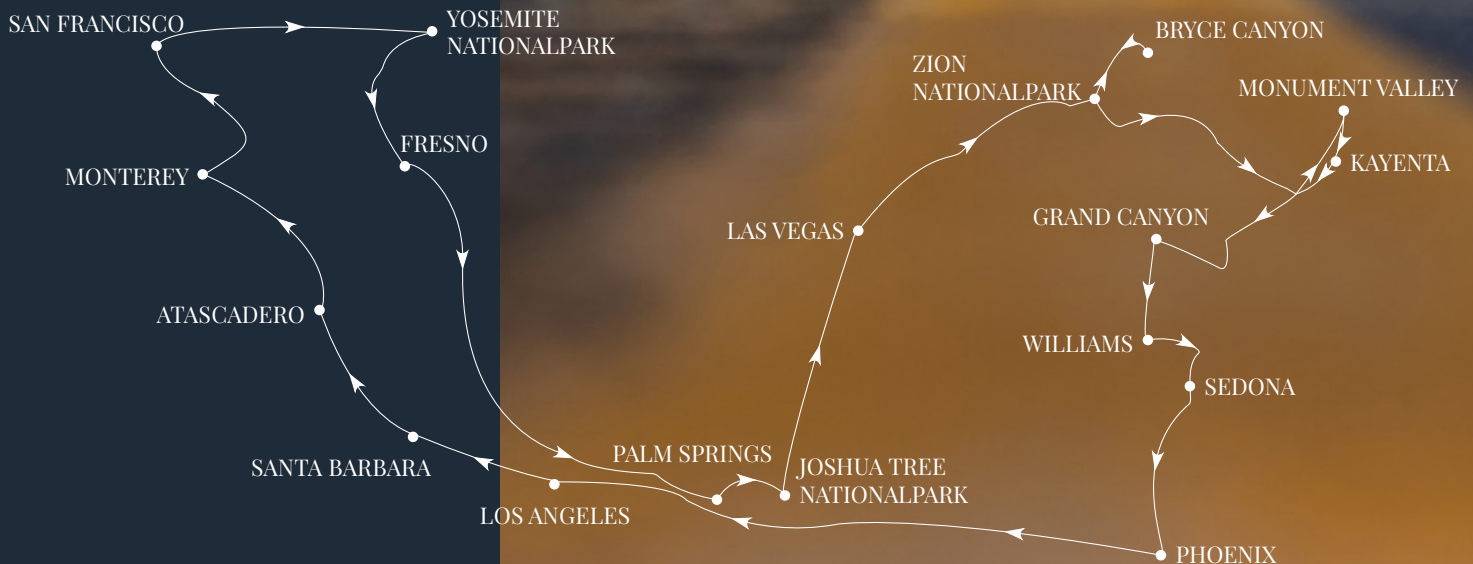 SAN FRANCISCO
YOSEMITE
NATIONALPARK
BRYCE CANYON
ZION
NATIONALPARK
MONUMENT VALLEY
FRESNO
KAYENTA
MONTEREY
GRAND CANYON
LAS VEGAS
ATASCADERO
WILLIAMS
SEDONA
PALM SPRINGS
SANTA BARBARA
JOSHUA TREE
NATIONALPARK
LOS ANGELES
PHOENIX